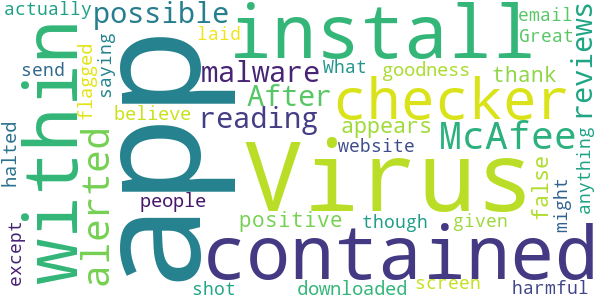 actually
possible
install
email
Great
reviews
laid
send
saying
malware
What
goodness
thank
flagged
within
app
After
checker
believe
reading
appears
McAfee
alerted
Virus
website
halted
false
might
anything
people
positive
though
given
contained
except
shot
downloaded
screen
harmful